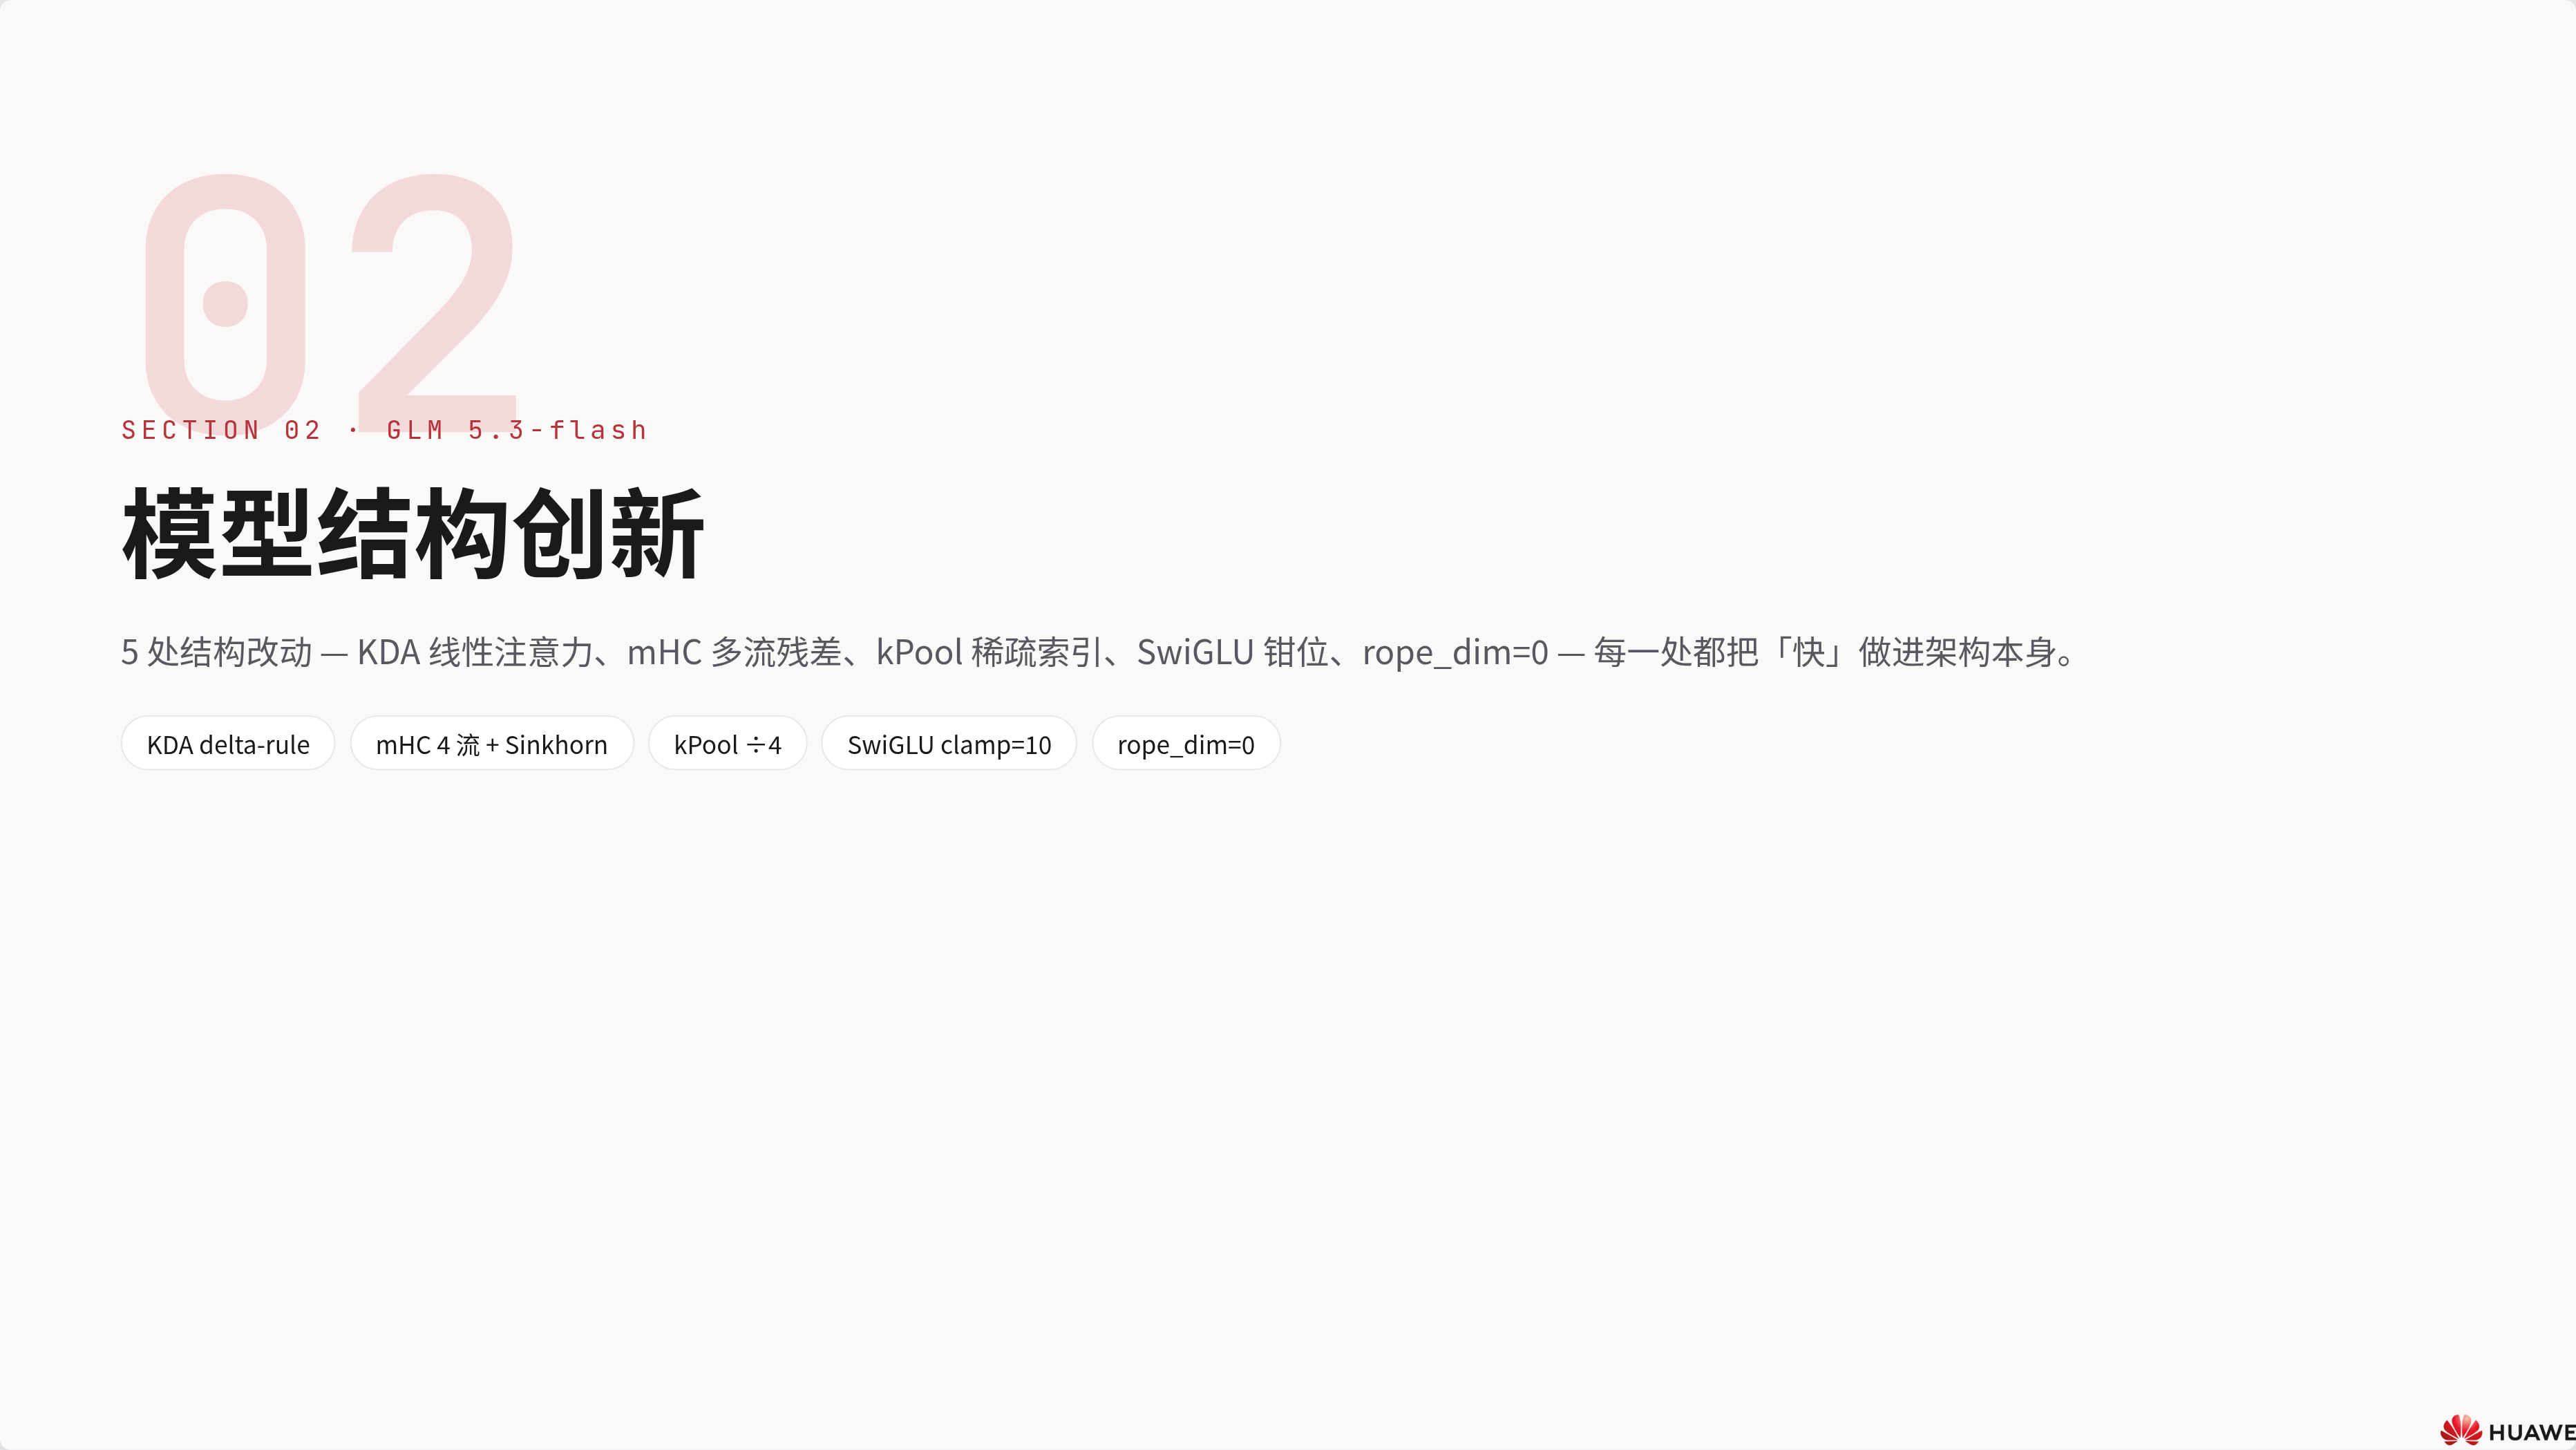 02
SECTION 02 · GLM 5.3-flash
模型结构创新
5 处结构改动 — KDA 线性注意力、mHC 多流残差、kPool 稀疏索引、SwiGLU 钳位、rope_dim=0 — 每一处都把「快」做进架构本身。
KDA delta-rule
mHC 4 流 + Sinkhorn
kPool ÷4
SwiGLU clamp=10
rope_dim=0
HUAWE